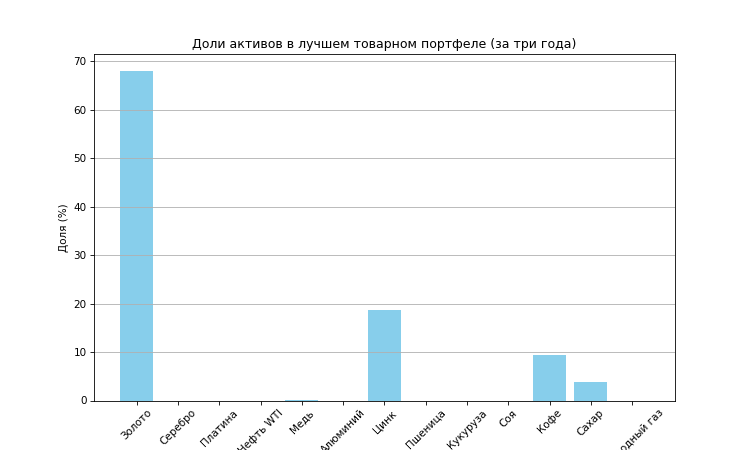 Доли активов в лучшем товарном портфеле (за три года)
Доля (%)
70
60
50
40
30
20
10
0
Золото
Серебро
Платина
Нефть WTI
Медь
Алюминий
Цинк
Пшеница
Кукуруза
Соя
Кофе
Сахар
газ